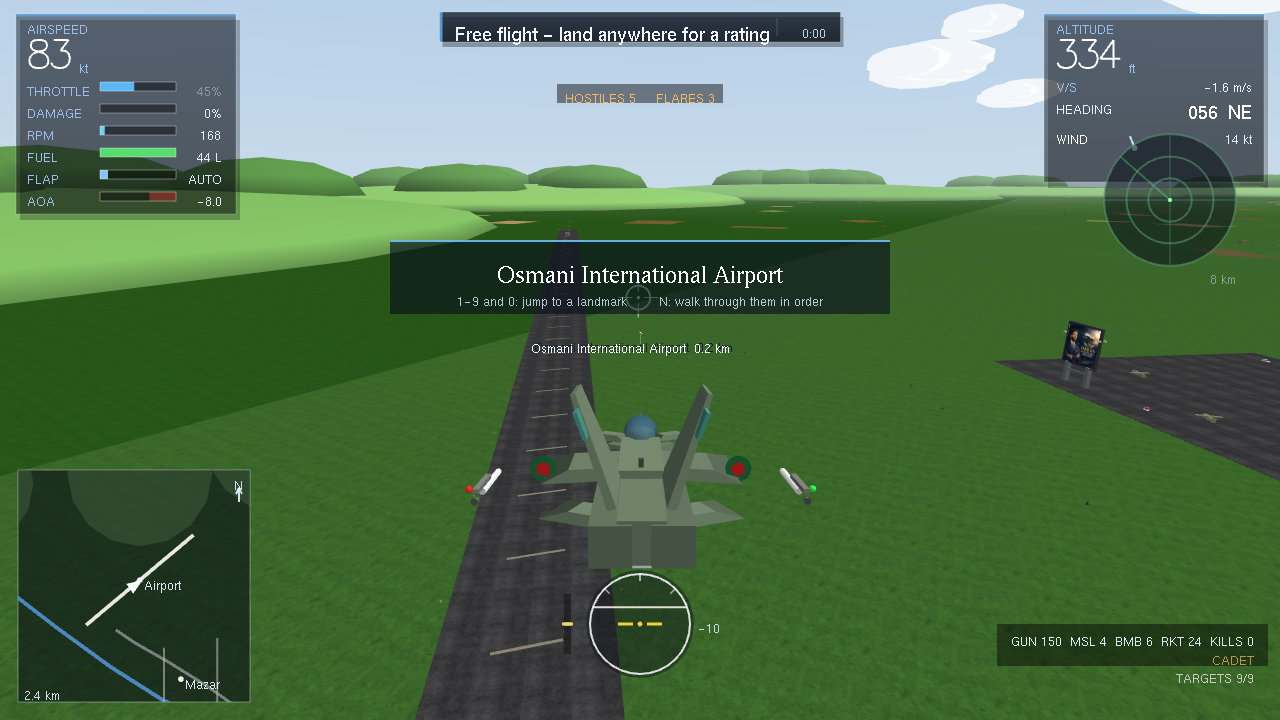 AIRSPEED
83 kt
THROTTLE 45%
DAMAGE 0%
RPM 168
FUEL 44 L
FLAP AUTO
AOA -8.0
Free flight – land anywhere for a rating 0:00
HOSTILES 5 FLARES 3
ALTITUDE
334 ft
V/S -1.6 m/s
HEADING 056 NE
WIND 14 kt
8 km
Osmani International Airport
1-9 and 0: jump to a landmark N: walk through them in order
Osmani International Airport 0.2 km
N
Airport
Mazar
2.4 km
-10
GUN 150 MSL 4 BMB 6 RKT 24 KILLS 0
CADET
TARGETS 9/9